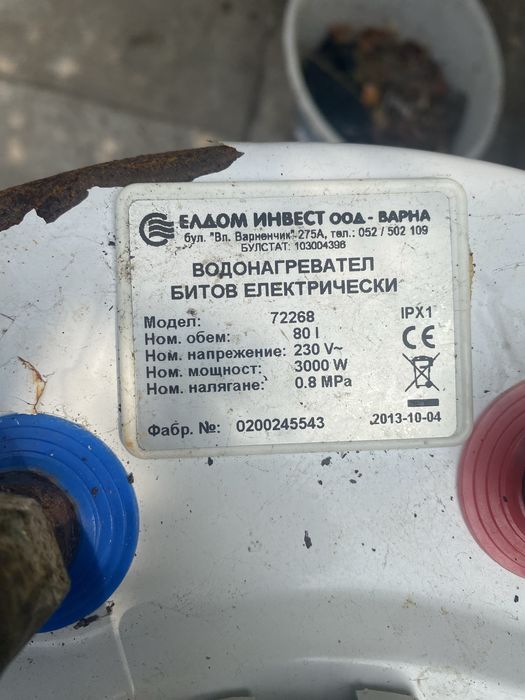 ЕЛДОМ ИНВЕСТ ООД - ВАРНА
бул. "Вл. Варненчик" 275А, тел.: 052 / 502 109
БУЛСТАТ: 103004398
ВОДОНАГРЕВАТЕЛ
БИТОВ ЕЛЕКТРИЧЕСКИ
Модел: 72268 IPX1
Ном. обем: 80 l
Ном. напрежение: 230 V~ CE
Ном. мощност: 3000 W
Ном. налягане: 0.8 MPa
Фабр. №: 0200245543 2013-10-04